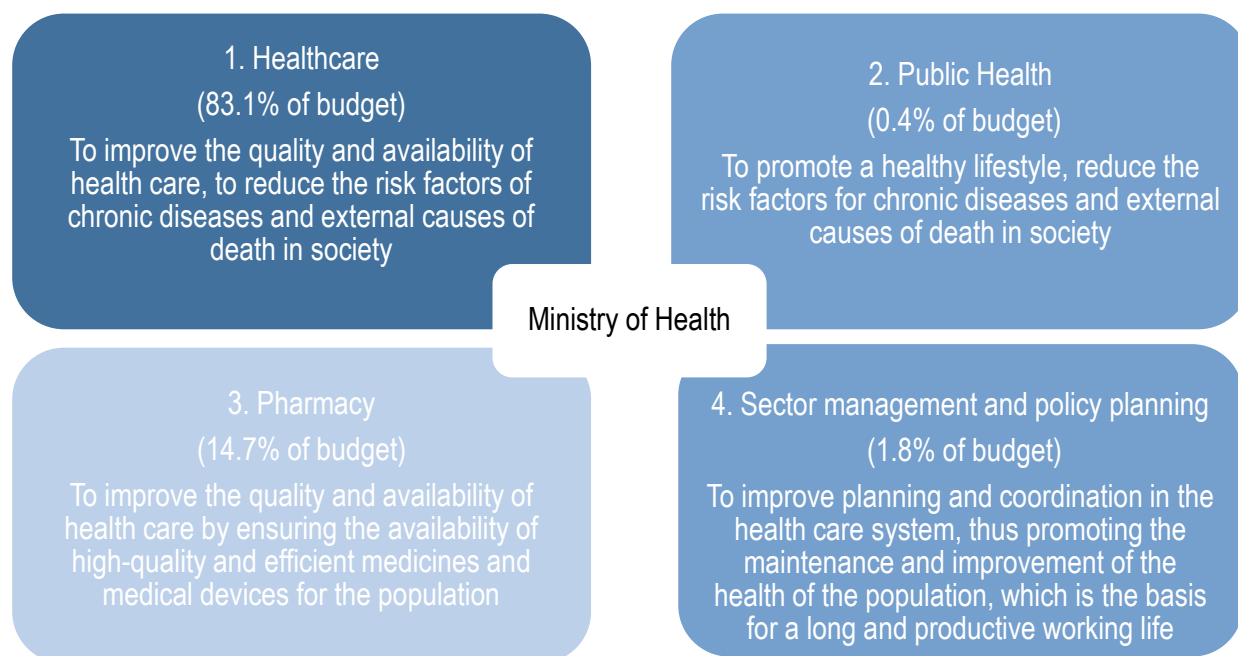 1. Healthcare
(83.1% of budget)
To improve the quality and availability of
health care, to reduce the risk factors of
chronic diseases and external causes of
death in society
2. Public Health
(0.4% of budget)
To promote a healthy lifestyle, reduce the
risk factors for chronic diseases and external
causes of death in society
Ministry of Health
3. Pharmacy
(14.7% of budget)
To improve the quality and availability of
health care by ensuring the availability of
high-quality and efficient medicines and
medical devices for the population
4. Sector management and policy planning
(1.8% of budget)
To improve planning and coordination in the
health care system, thus promoting the
maintenance and improvement of the
health of the population, which is the basis
for a long and productive working life